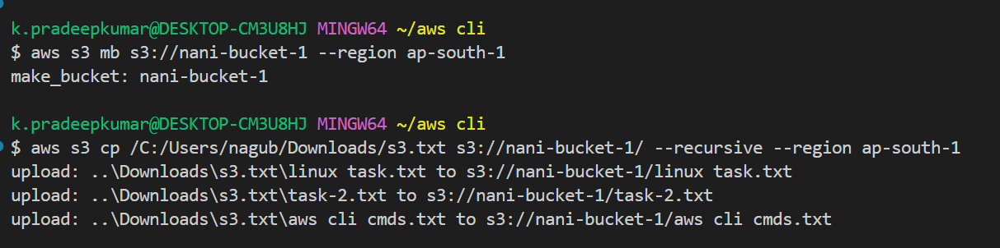 k.pradeepkumar@DESKTOP-CM3U8HJ MINGW64 ~/aws cli
$ aws s3 mb s3://nani-bucket-1 --region ap-south-1
make_bucket: nani-bucket-1
k.pradeepkumar@DESKTOP-CM3U8HJ MINGW64 ~/aws cli
$ aws s3 cp /C:/Users/nagub/Downloads/s3.txt s3://nani-bucket-1/ --recursive --region ap-south-1
upload: ..\Downloads\s3.txt\linux task.txt to s3://nani-bucket-1/linux task.txt
upload: ..\Downloads\s3.txt\task-2.txt to s3://nani-bucket-1/task-2.txt
upload: ..\Downloads\s3.txt\aws cli cmds.txt to s3://nani-bucket-1/aws cli cmds.txt